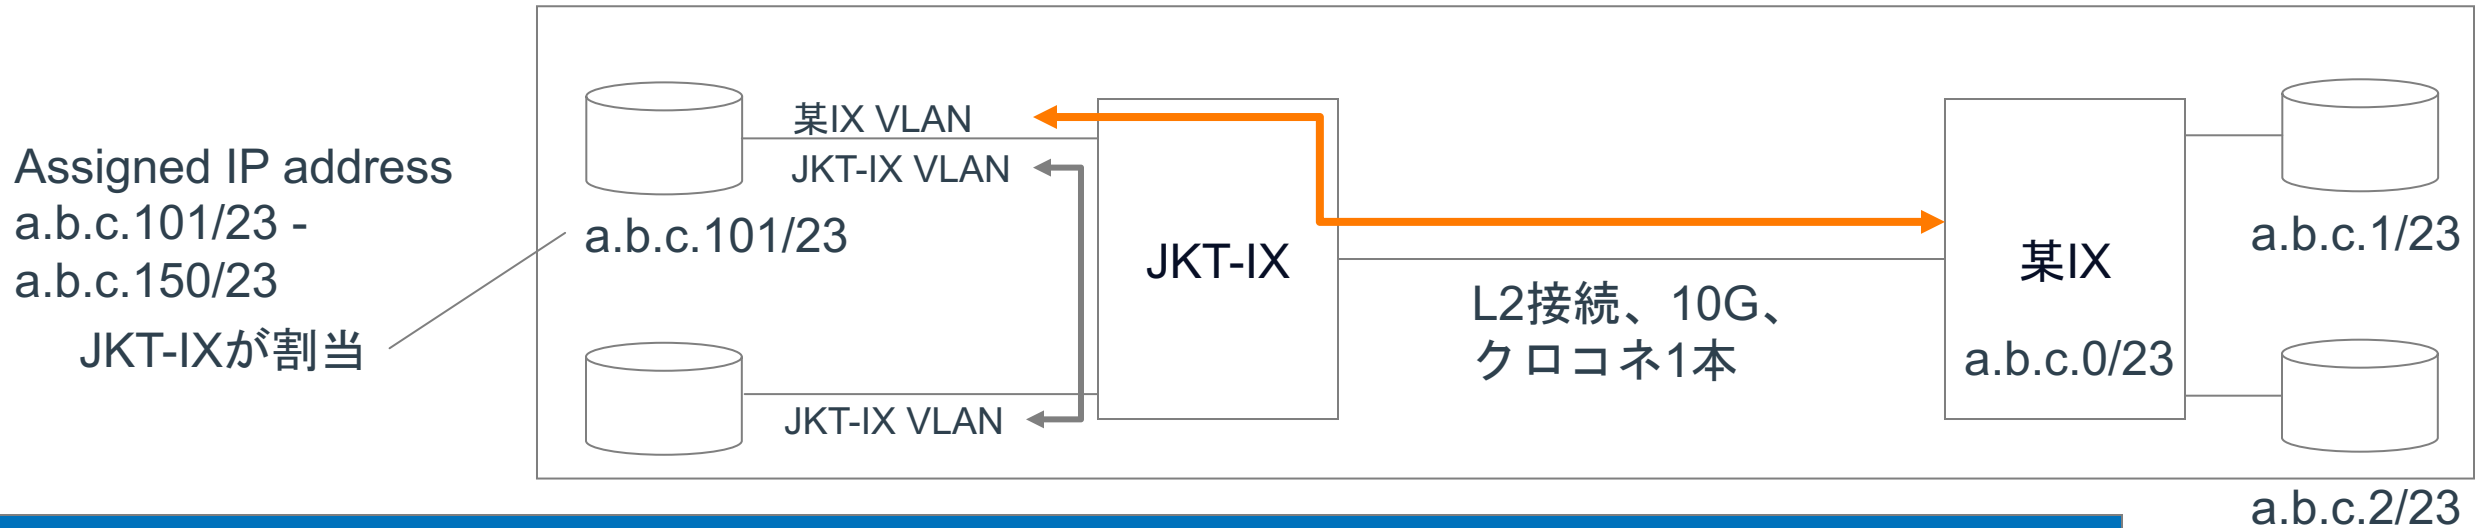 Assigned IP address
a.b.c.101/23 -
a.b.c.150/23
JKT-IXが割当
某IX VLAN
JKT-IX VLAN
a.b.c.101/23
JKT-IX VLAN
JKT-IX
L2接続、10G、
クロコネ1本
某IX
a.b.c.0/23
a.b.c.1/23
a.b.c.2/23